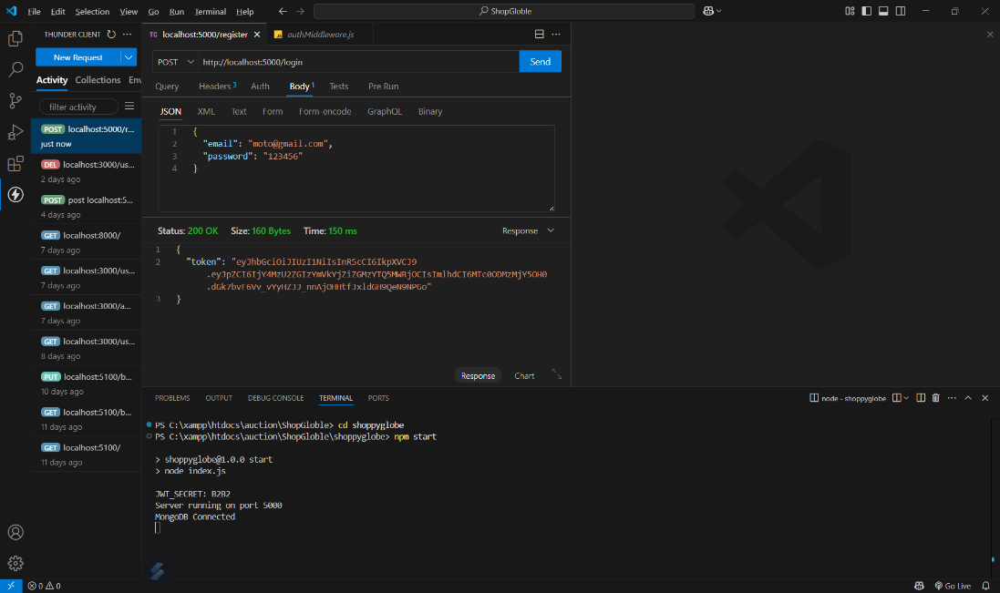 File Edit Selection View Go Run Terminal Help
ShopGloble
THUNDER CLIENT
New Request
Activity Collections Env
filter activity
POST localhost:5000/r...
just now
DEL localhost:3000/us...
2 days ago
POST post localhost:5...
4 days ago
GET localhost:8000/
7 days ago
GET localhost:3000/us...
7 days ago
GET localhost:3000/a...
7 days ago
GET localhost:3000/us...
8 days ago
PUT localhost:5100/b...
10 days ago
GET localhost:5100/b...
11 days ago
GET localhost:5100/
11 days ago
TC localhost:5000/register
JS authMiddleware.js
POST http://localhost:5000/login Send
Query Headers 3 Auth Body 1 Tests Pre Run
JSON XML Text Form Form-encode GraphQL Binary
1 {
2 "email": "moto@gmail.com",
3 "password": "123456"
4 }
Status: 200 OK Size: 160 Bytes Time: 150 ms Response
1 {
2 "token": "eyJhbGciOiJIUzI1NiIsInR5cCI6IkpXVCJ9
.eyJpZCI6IjY4MzU2ZGIzYmVkYjZiZGMzYTQ5MWRjOCIsImlhdCI6MTc0ODMzMjY5OH0
.dGk7bvF6Vv_vYyHZJJ_nnAjOHHtfJxldGH9QeN9NPGo"
3 }
Response Chart
PROBLEMS OUTPUT DEBUG CONSOLE TERMINAL PORTS
node - shoppyglobe
PS C:\xampp\htdocs\auction\ShopGloble> cd shoppyglobe
PS C:\xampp\htdocs\auction\ShopGloble\shoppyglobe> npm start
> shoppyglobe@1.0.0 start
> node index.js
JWT_SECRET: B2B2
Server running on port 5000
MongoDB Connected
0 0
Go Live